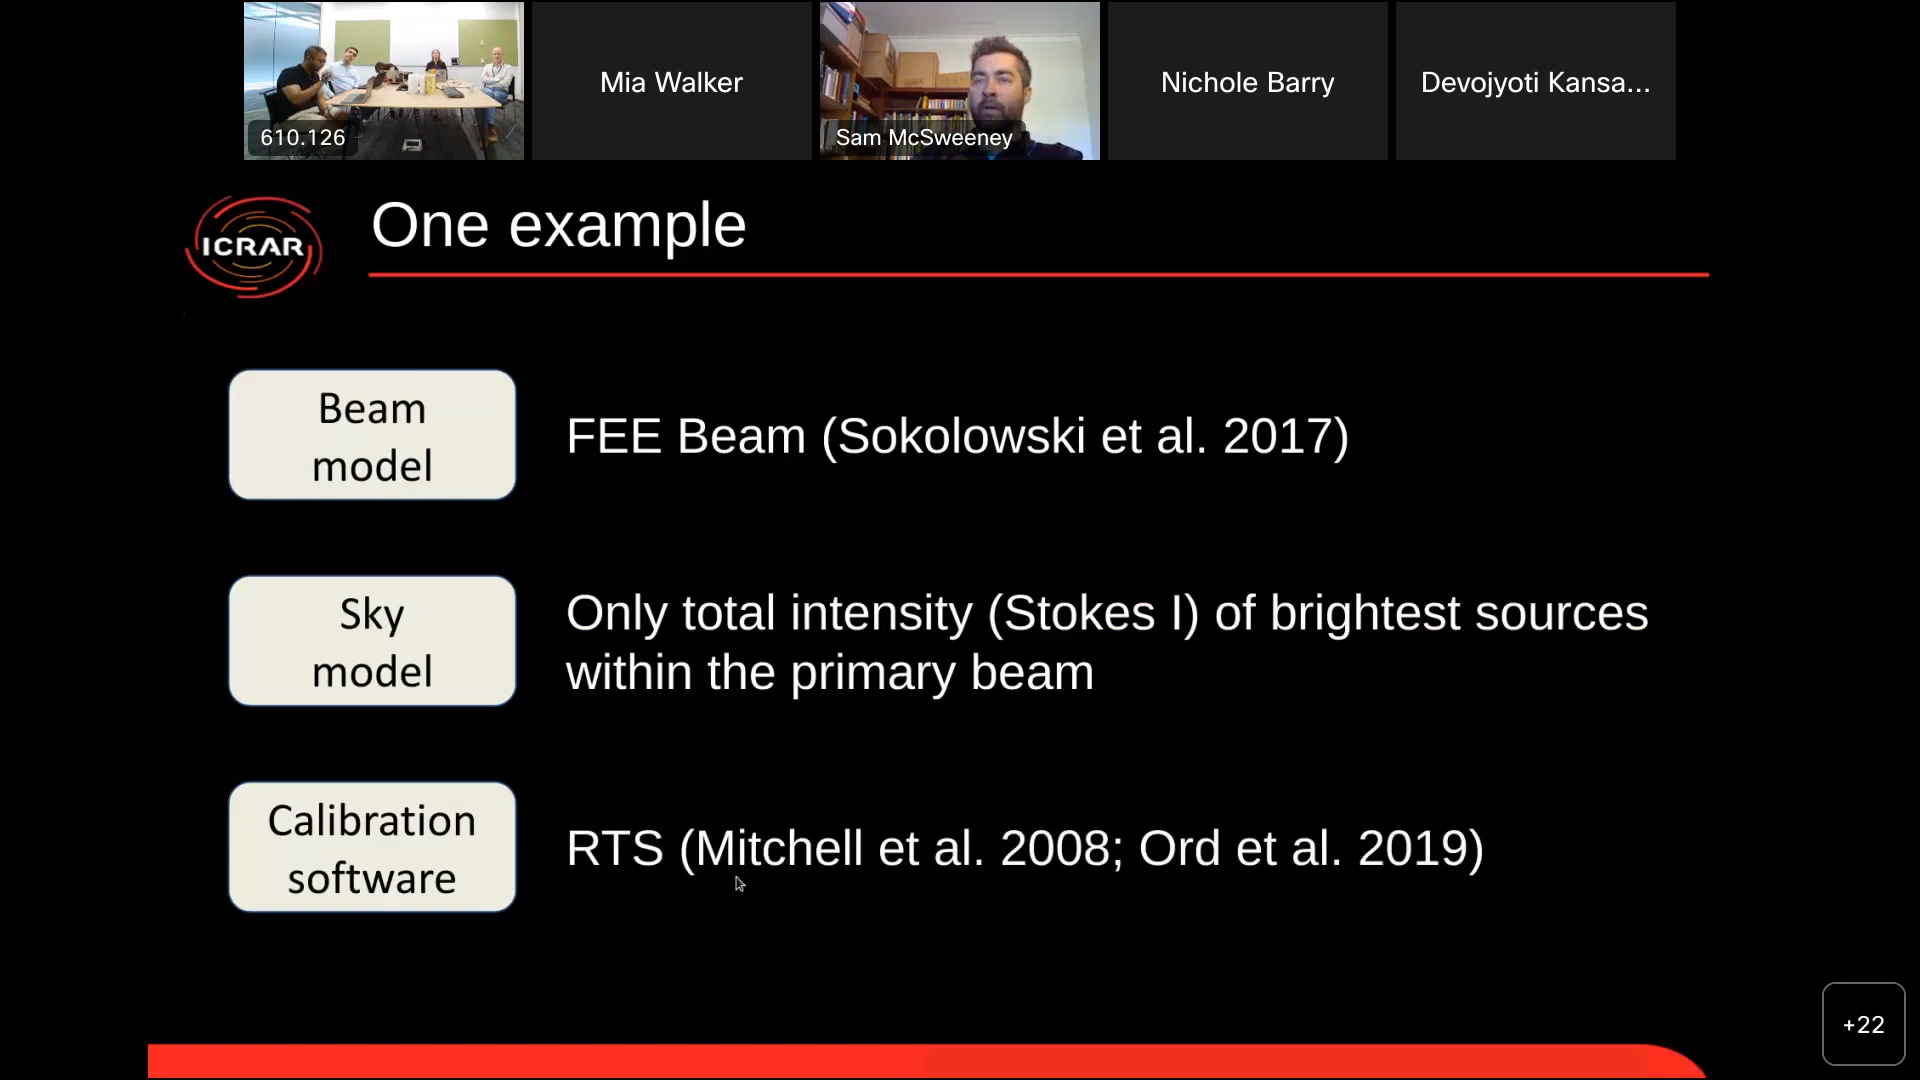 610.126
Mia Walker
Sam McSweeney
Nichole Barry
Devojyoti Kansa...
ICRAR
One example
Beam
model
FEE Beam (Sokolowski et al. 2017)
Sky
model
Only total intensity (Stokes I) of brightest sources
within the primary beam
Calibration
software
RTS (Mitchell et al. 2008; Ord et al. 2019)
+22